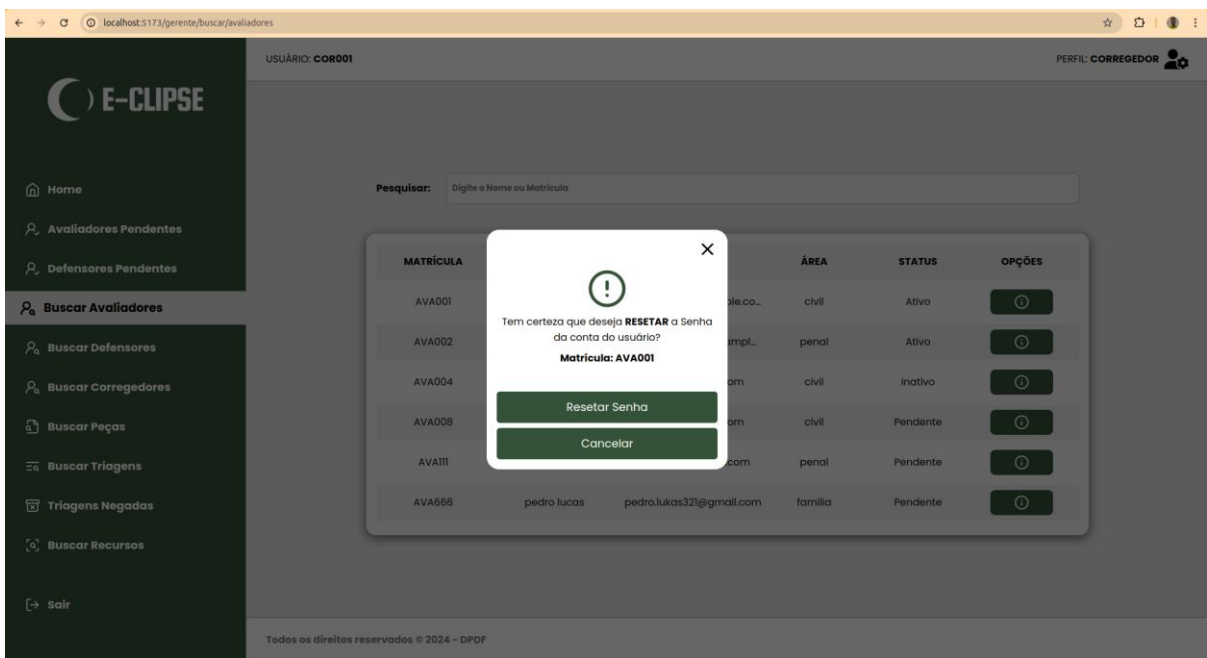 localhost:5173/gerente/buscar/avaliadores
USUÁRIO: COR001
PERFIL: CORREGEDOR
E-CLIPSE
Home
Avaliadores Pendentes
Defensores Pendentes
Buscar Avaliadores
Buscar Defensores
Buscar Corregedores
Buscar Peças
Buscar Triagens
Triagens Negadas
Buscar Recursos
Sair
Pesquisar: Digite o Nome ou Matrícula
MATRÍCULA ÁREA STATUS OPÇÕES
AVA001 ple.co... civil Ativo
AVA002 ampl... penal Ativo
AVA004 om civil Inativo
AVA008 om civil Pendente
AVA111 com penal Pendente
AVA666 pedro lucas pedro.lukas321@gmail.com familia Pendente
Tem certeza que deseja RESETAR a Senha
da conta do usuário?
Matrícula: AVA001
Resetar Senha
Cancelar
Todos os direitos reservados © 2024 - DPDF